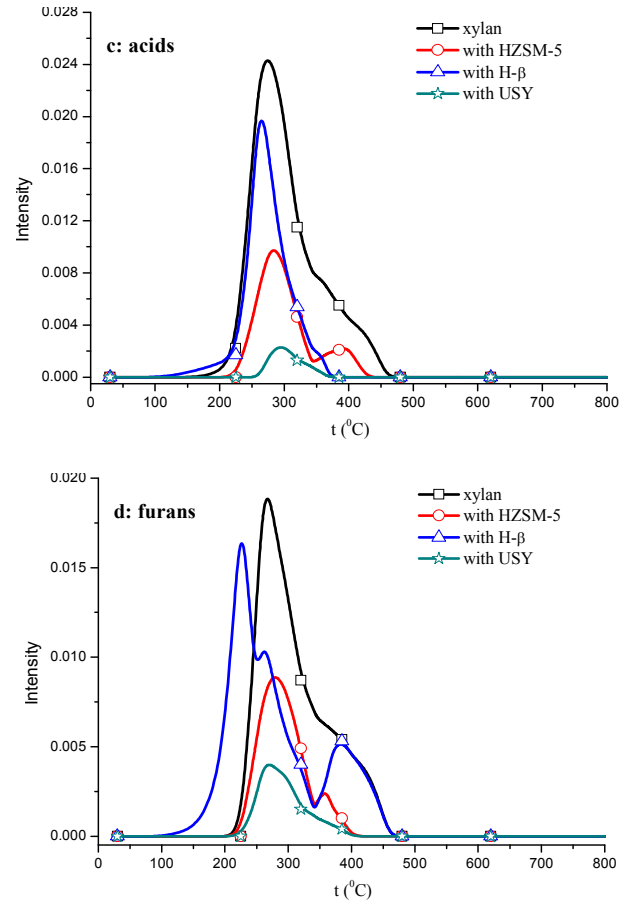 0.028
c: acids
xylan
with HZSM-5
with H-β
with USY
0.024
0.020
0.016
0.012
0.008
0.004
0.000
Intensity
0 100 200 300 400 500 600 700 800
t (⁰C)
0.020
d: furans
xylan
with HZSM-5
with H-β
with USY
0.015
0.010
0.005
0.000
Intensity
0 100 200 300 400 500 600 700 800
t (⁰C)